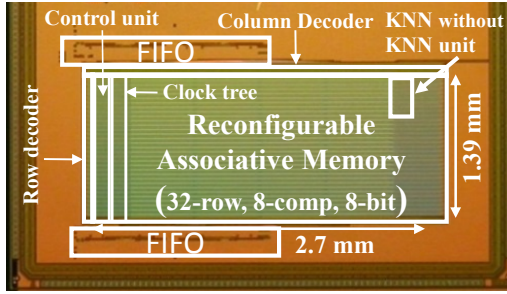 Control unit
Column Decoder
KNN without
KNN unit
FIFO
Clock tree
Row decoder
Reconfigurable
Associative Memory
(32-row, 8-comp, 8-bit)
1.39 mm
FIFO
2.7 mm